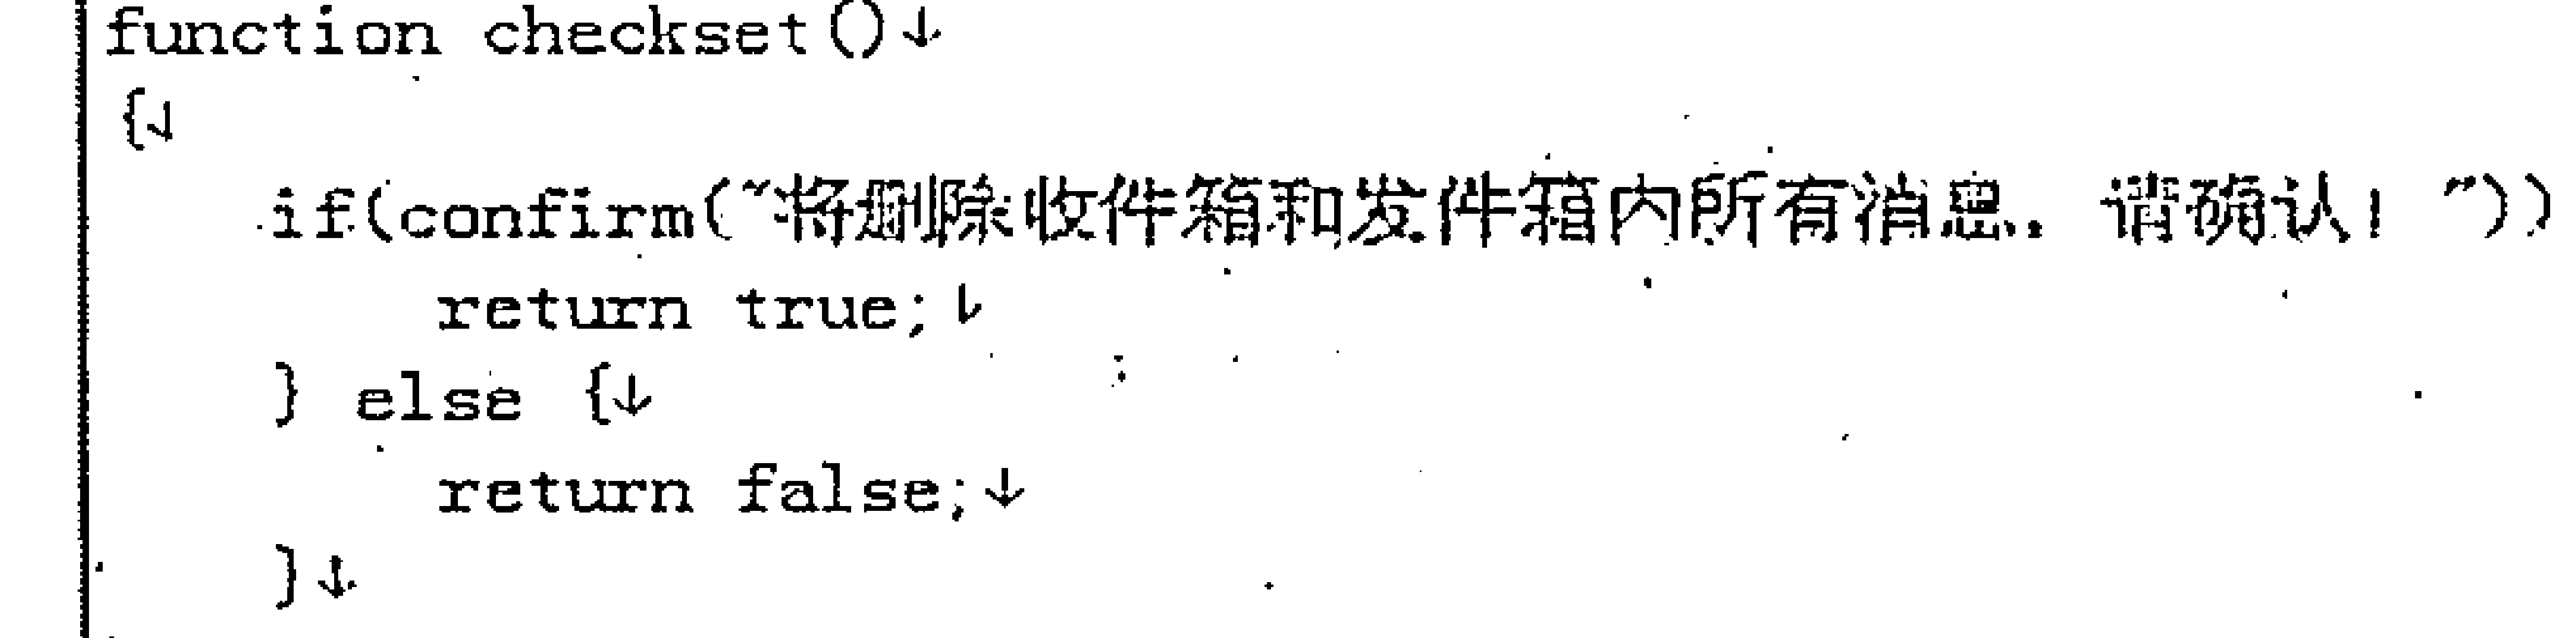 function checkset()↓
{↓
if(confirm("将删除收件箱和发件箱内所有消息. 请确认! "))
return true;↓
} else {↓
return false;↓
}↓